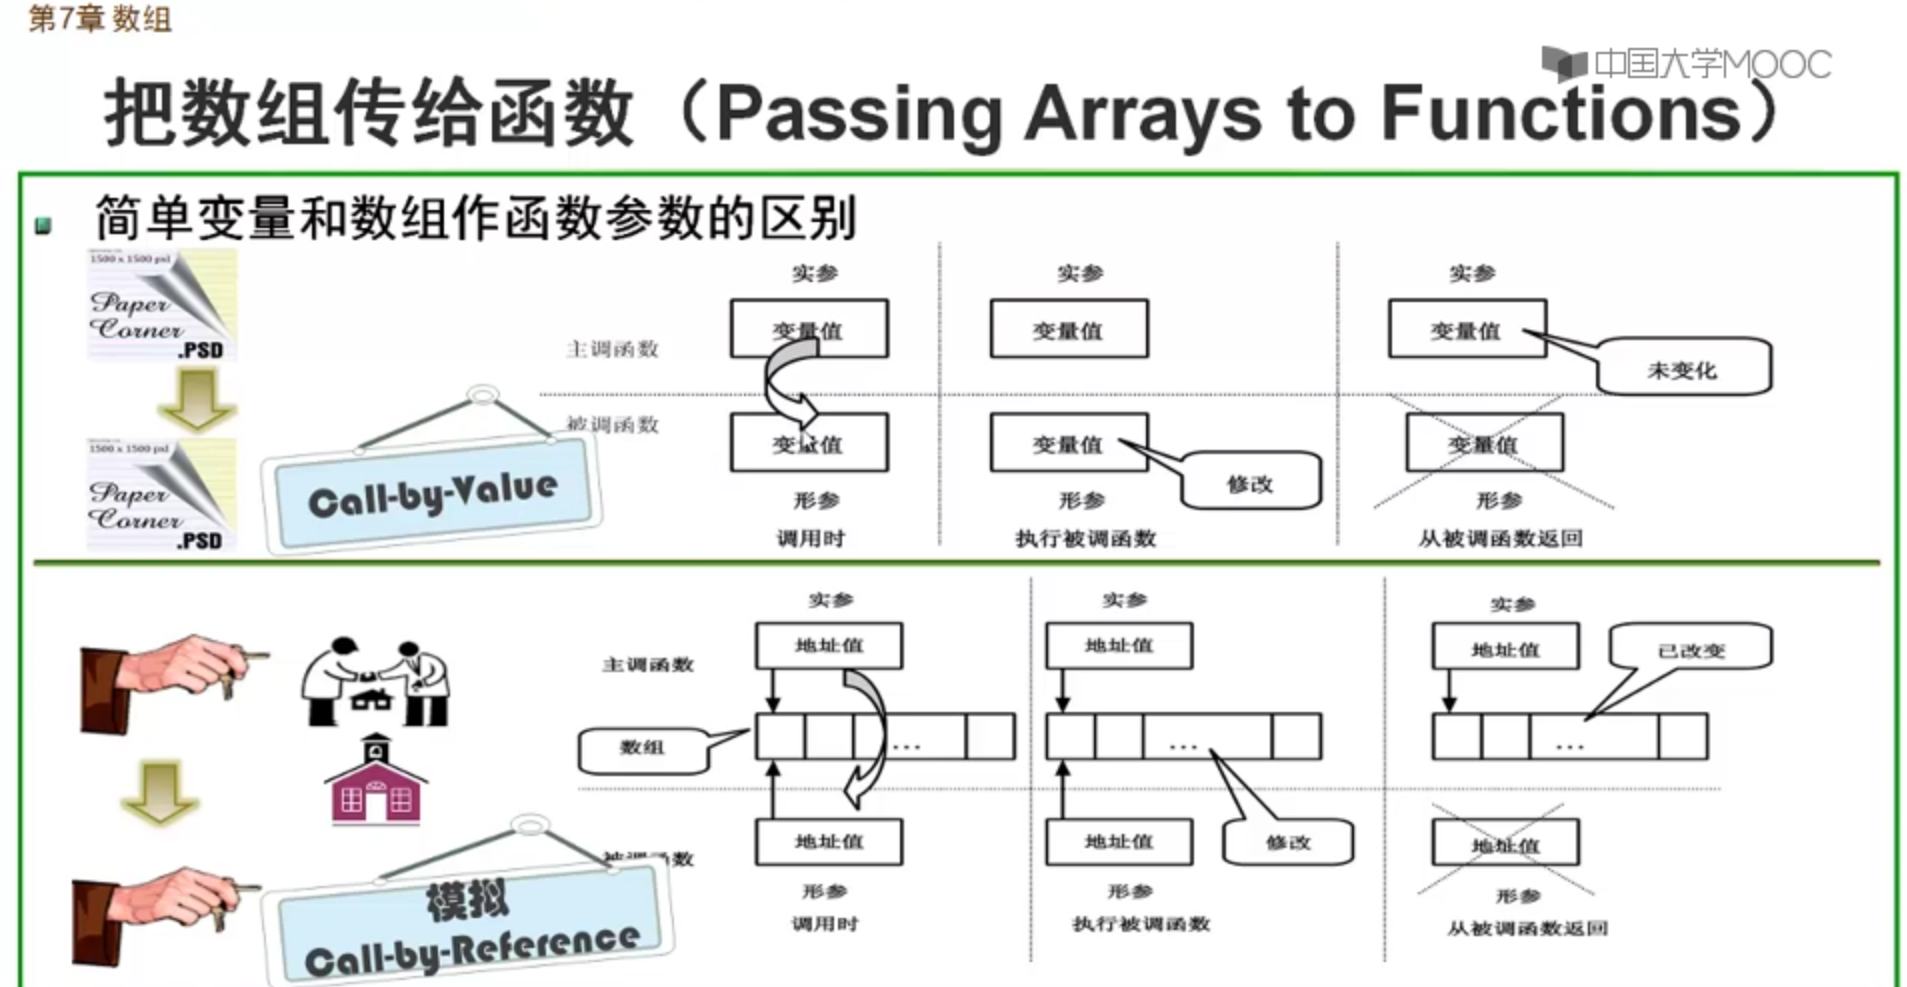 第7章 数组
中国大学MOOC
把数组传给函数（Passing Arrays to Functions）
简单变量和数组作函数参数的区别
1500 x 1500 pxl
Paper
Corner
.PSD
1500 x 1500 pxl
Paper
Corner
.PSD
Call-by-Value
主调函数
被调函数
实参
变量值
变量值
形参
调用时
实参
变量值
变量值
修改
形参
执行被调函数
实参
变量值
未变化
变量值
形参
从被调函数返回
模拟
Call-by-Reference
主调函数
被调函数
实参
地址值
数组
...
地址值
形参
调用时
实参
地址值
...
地址值
修改
形参
执行被调函数
实参
地址值
已改变
...
地址值
形参
从被调函数返回